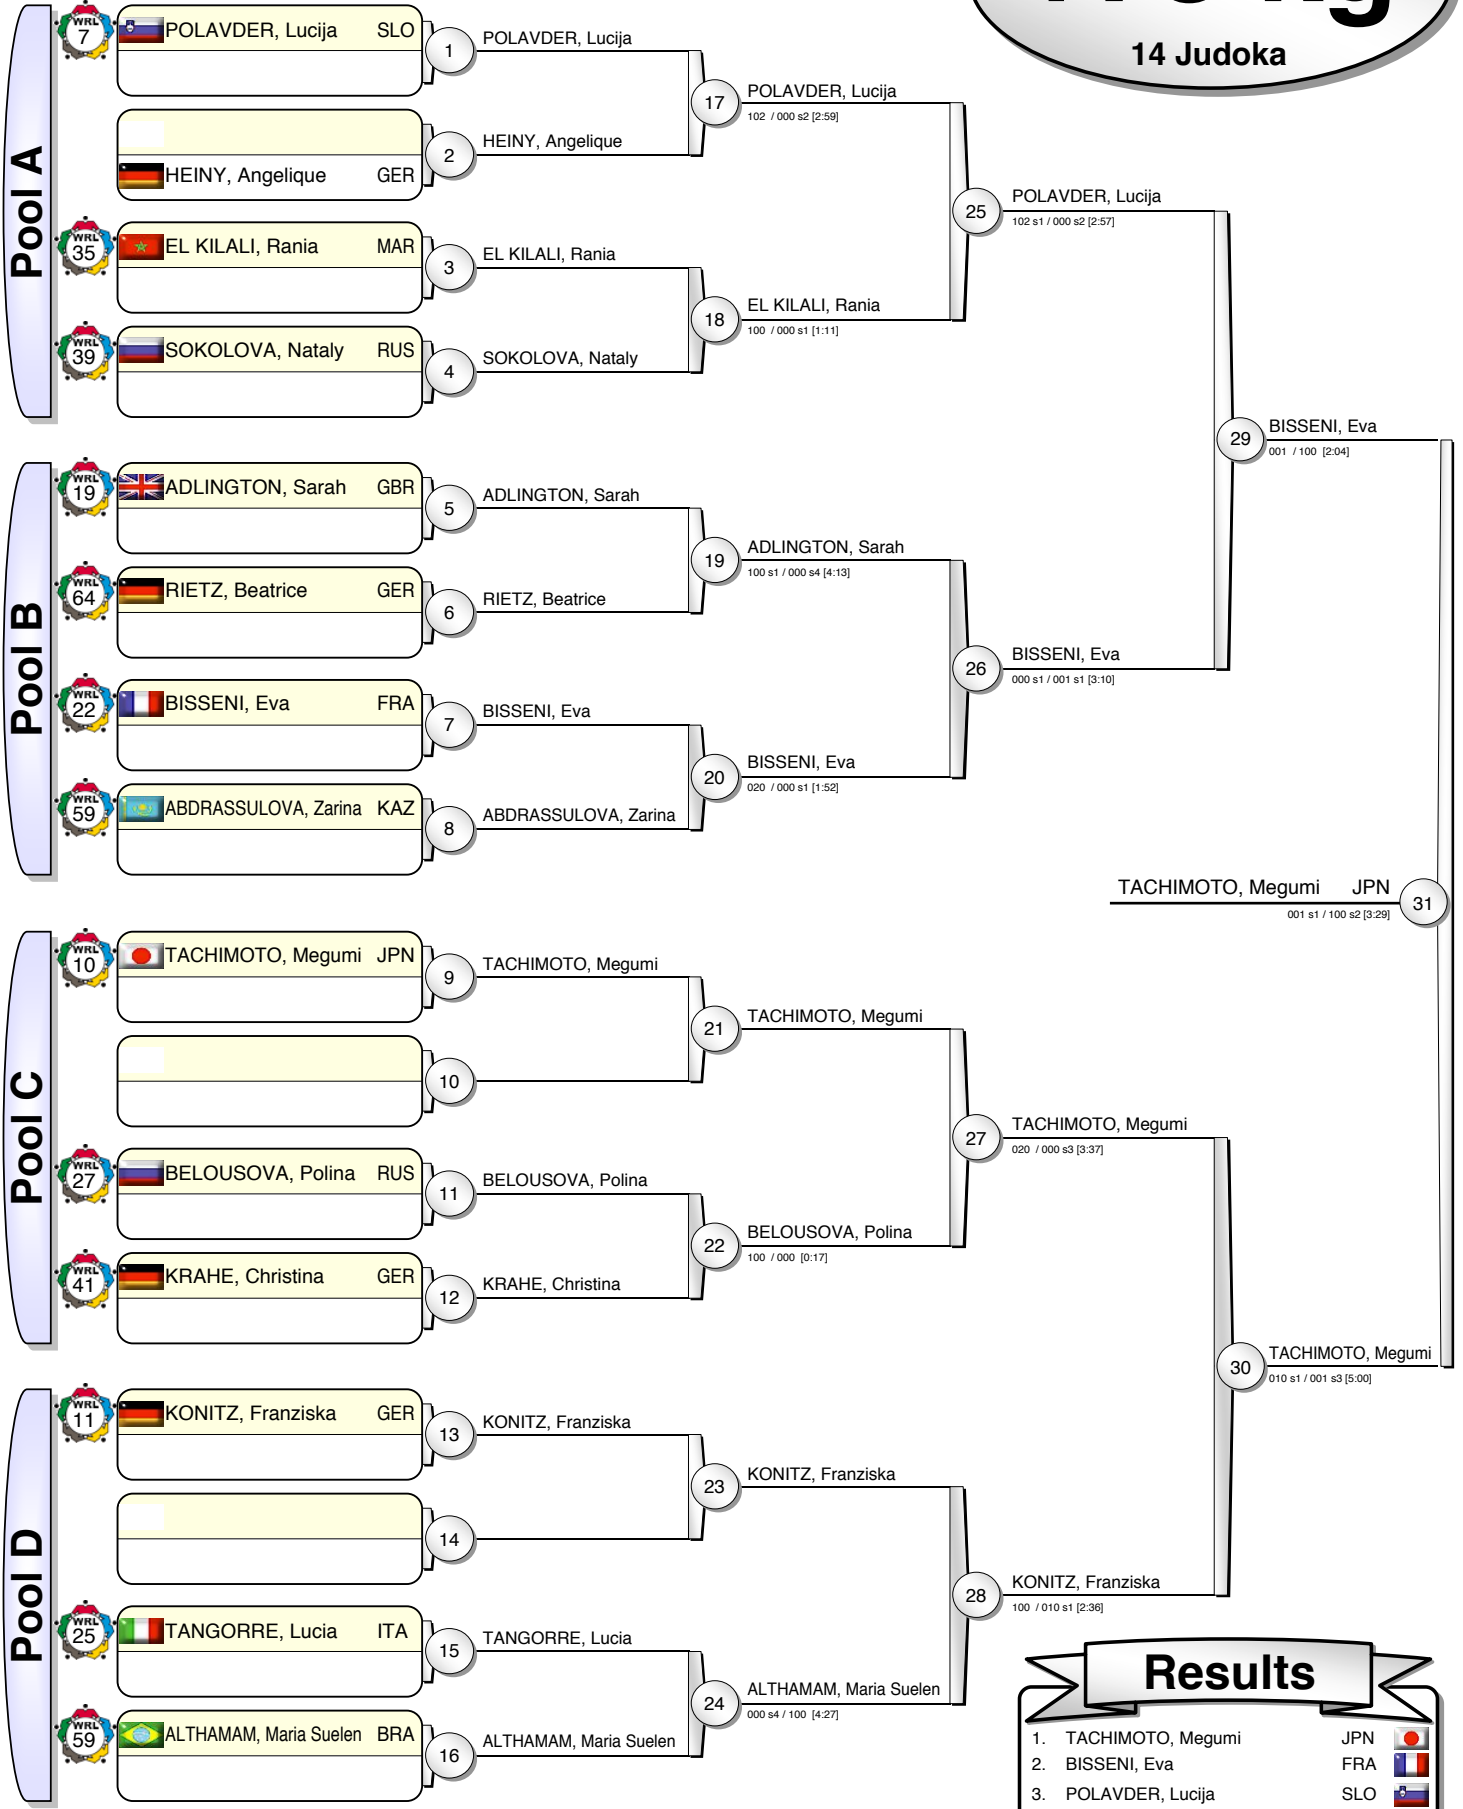 14 Judoka
Pool A
WRL 7 POLAVDER, Lucija SLO
1 POLAVDER, Lucija
17 POLAVDER, Lucija
102 / 000 s2 [2:59]
2 HEINY, Angelique
HEINY, Angelique GER
25 POLAVDER, Lucija
102 s1 / 000 s2 [2:57]
WRL 35 EL KILALI, Rania MAR
3 EL KILALI, Rania
18 EL KILALI, Rania
100 / 000 s1 [1:11]
WRL 39 SOKOLOVA, Nataly RUS
4 SOKOLOVA, Nataly
29 BISSENI, Eva
001 / 100 [2:04]
Pool B
WRL 19 ADLINGTON, Sarah GBR
5 ADLINGTON, Sarah
19 ADLINGTON, Sarah
100 s1 / 000 s4 [4:13]
WRL 64 RIETZ, Beatrice GER
6 RIETZ, Beatrice
26 BISSENI, Eva
000 s1 / 001 s1 [3:10]
WRL 22 BISSENI, Eva FRA
7 BISSENI, Eva
20 BISSENI, Eva
020 / 000 s1 [1:52]
WRL 59 ABDRASSULOVA, Zarina KAZ
8 ABDRASSULOVA, Zarina
TACHIMOTO, Megumi JPN 31
001 s1 / 100 s2 [3:29]
Pool C
WRL 10 TACHIMOTO, Megumi JPN
9 TACHIMOTO, Megumi
21 TACHIMOTO, Megumi
10
27 TACHIMOTO, Megumi
020 / 000 s3 [3:37]
WRL 27 BELOUSOVA, Polina RUS
11 BELOUSOVA, Polina
22 BELOUSOVA, Polina
100 / 000 [0:17]
WRL 41 KRAHE, Christina GER
12 KRAHE, Christina
30 TACHIMOTO, Megumi
010 s1 / 001 s3 [5:00]
Pool D
WRL 11 KONITZ, Franziska GER
13 KONITZ, Franziska
23 KONITZ, Franziska
14
28 KONITZ, Franziska
100 / 010 s1 [2:36]
WRL 25 TANGORRE, Lucia ITA
15 TANGORRE, Lucia
24 ALTHAMAM, Maria Suelen
000 s4 / 100 [4:27]
WRL 59 ALTHAMAM, Maria Suelen BRA
16 ALTHAMAM, Maria Suelen
Results
1. TACHIMOTO, Megumi JPN
2. BISSENI, Eva FRA
3. POLAVDER, Lucija SLO